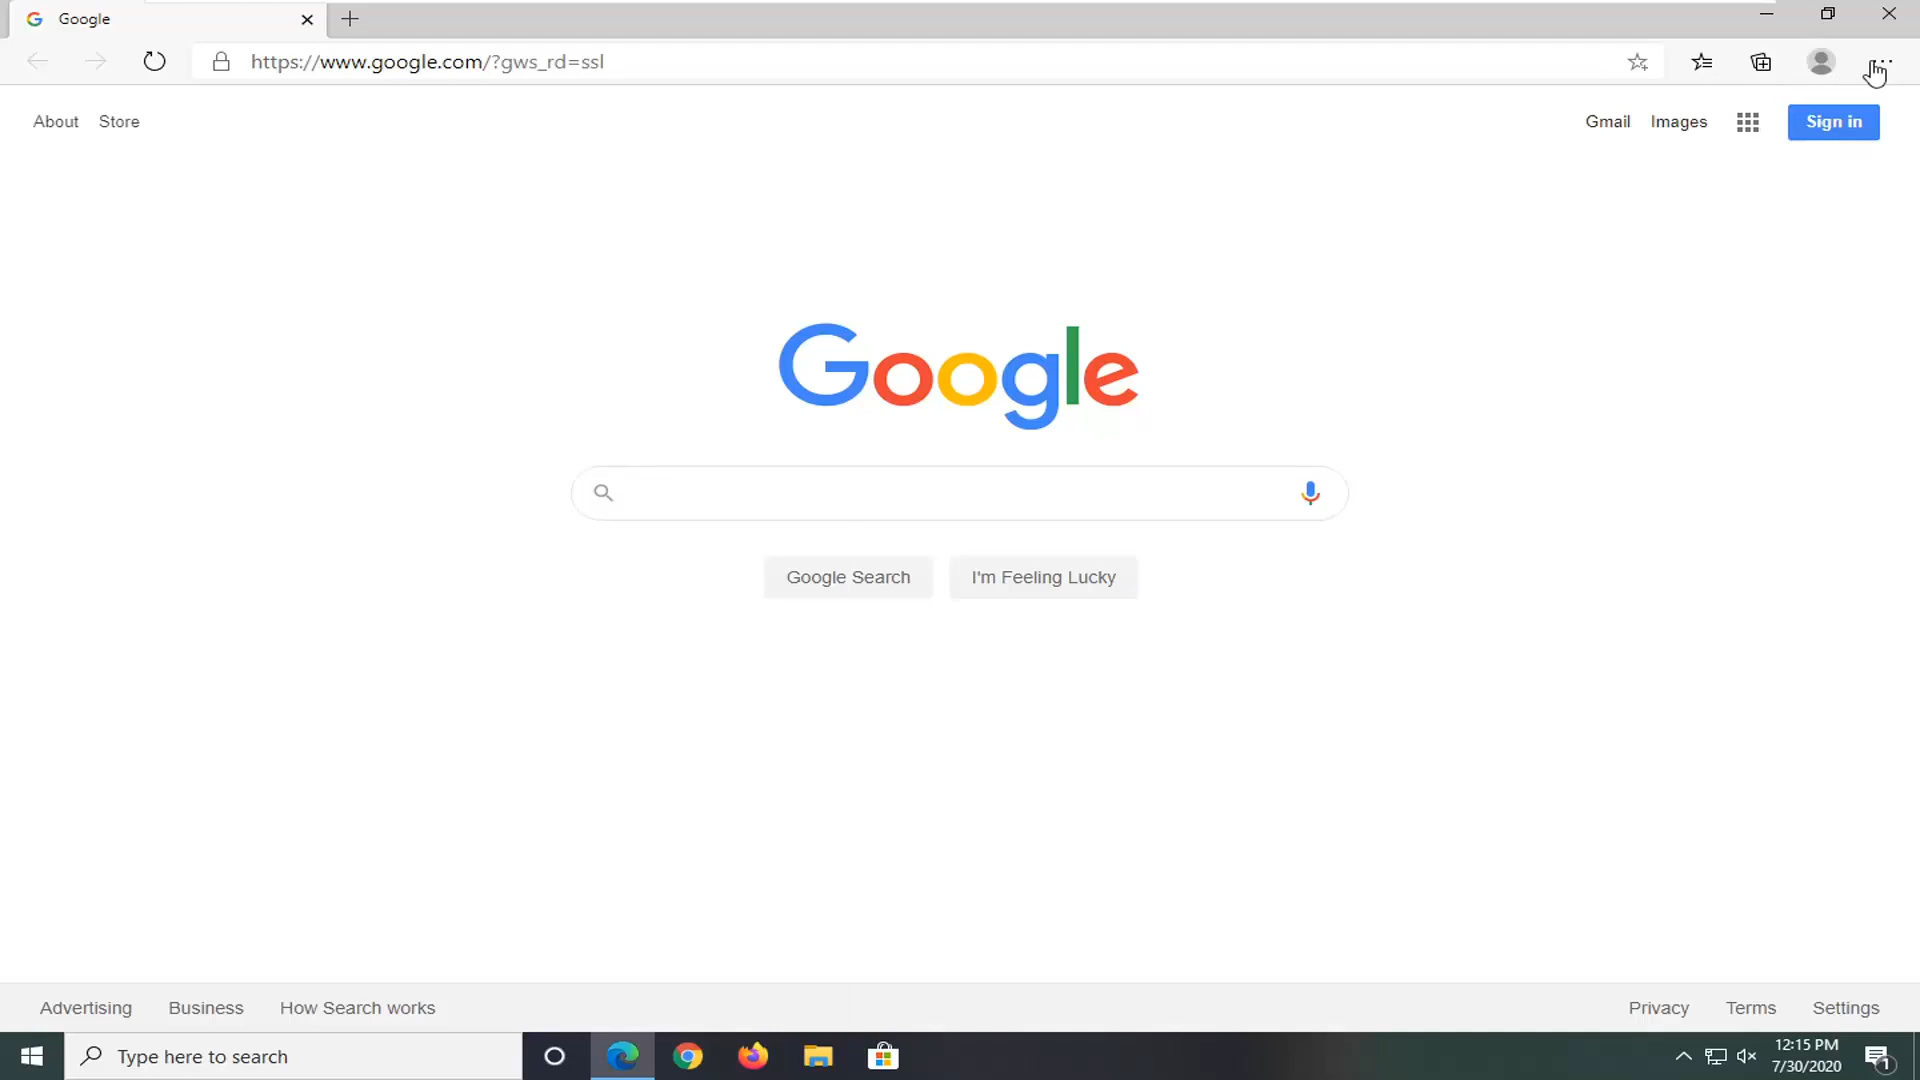 Google
https://www.google.com/?gws_rd=ssl
About Store
Gmail Images Sign in
Google
Google Search I'm Feeling Lucky
Advertising Business How Search works
Privacy Terms Settings
Type here to search
12:15 PM
7/30/2020
1